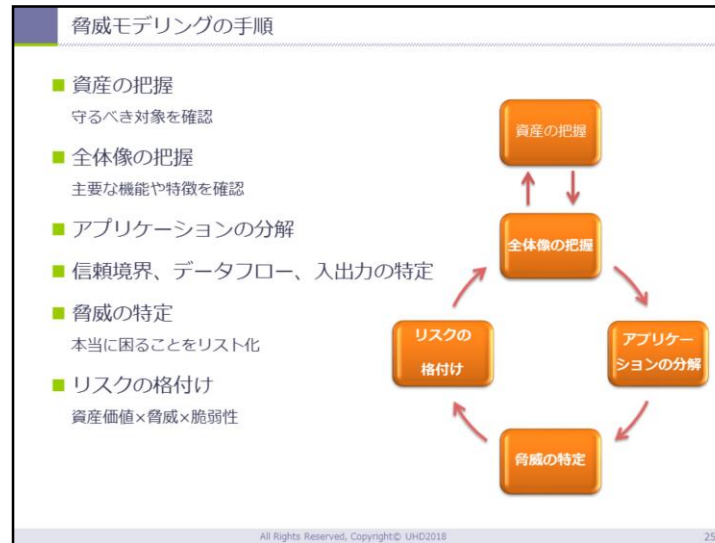 脅威モデリングの手順
資産の把握
守るべき対象を確認
全体像の把握
主要な機能や特徴を確認
アプリケーションの分解
信頼境界、データフロー、入出力の特定
脅威の特定
本当に困ることをリスト化
リスクの格付け
資産価値×脅威×脆弱性
資産の把握
全体像の把握
リスクの
格付け
アプリケー
ションの分解
脅威の特定
All Rights Reserved, Copyright© UHD2018
25